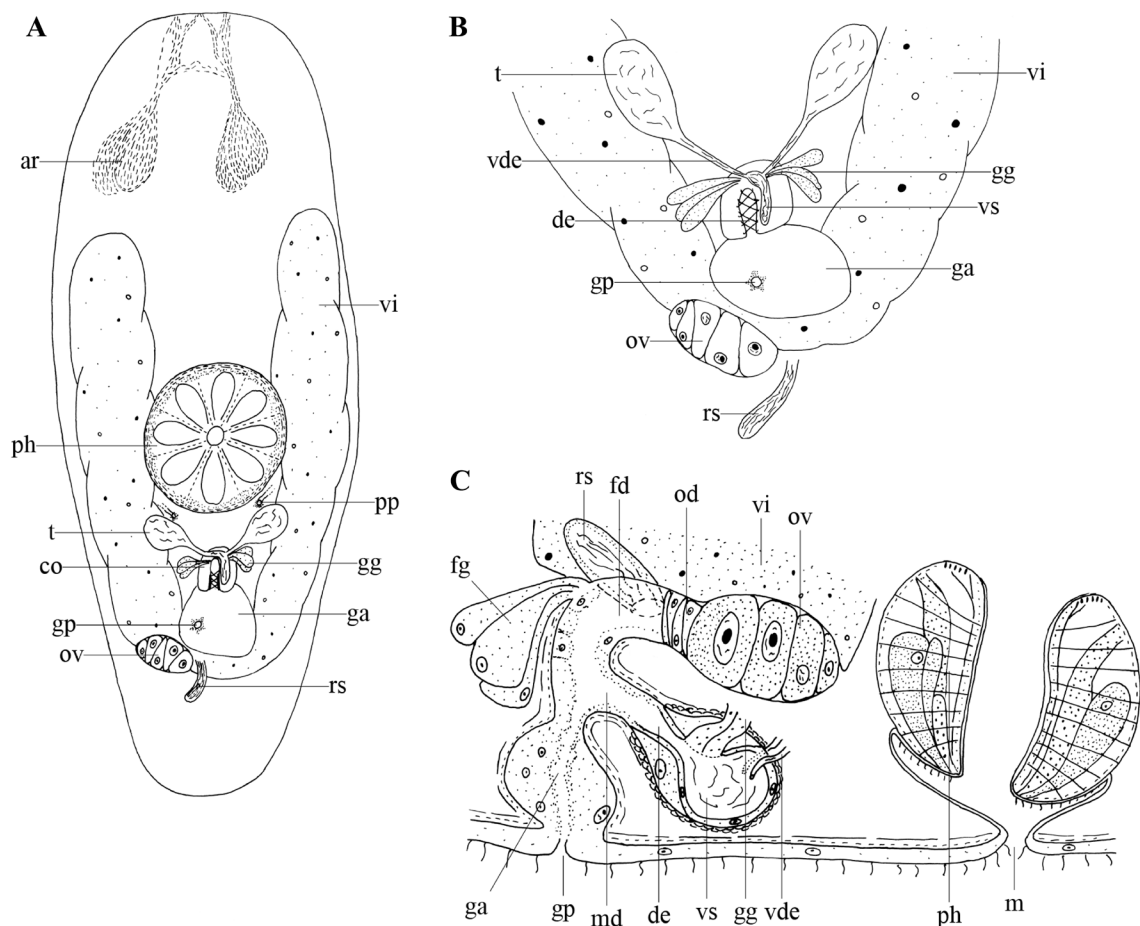 A
ar
vi
ph
pp
t
co
gg
gp
ga
ov
rs
B
t
vi
vde
gg
de
vs
gp
ga
ov
rs
C
rs
fd
od
vi
ov
fg
ga
gp
md
de
vs
gg
vde
ph
m